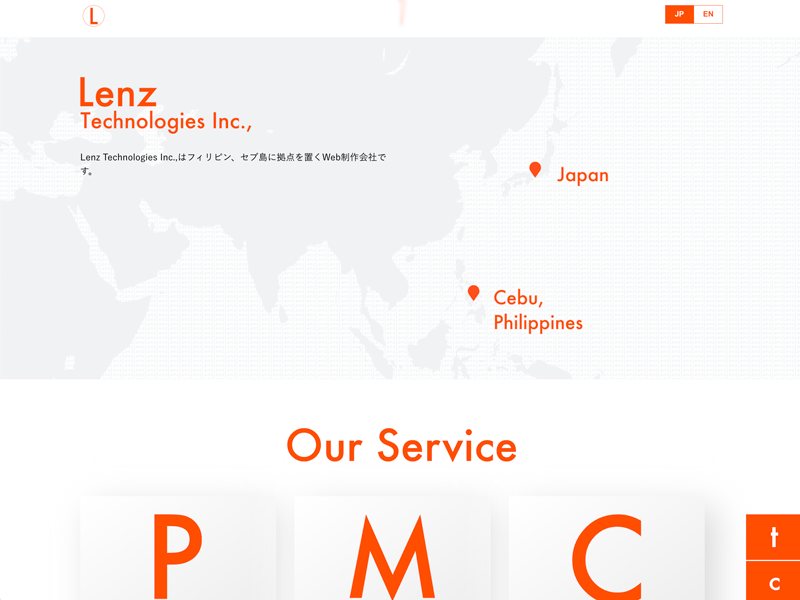 L
JP EN
Lenz
Technologies Inc.,
Lenz Technologies Inc.,はフィリピン、セブ島に拠点を置くWeb制作会社で
す。
Japan
Cebu,
Philippines
Our Service
P M C
t
c